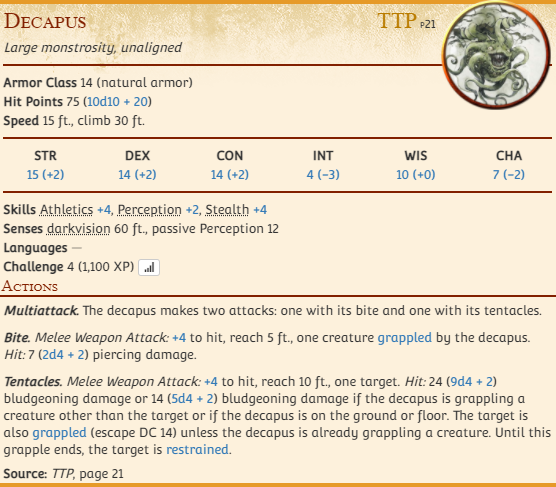 Decapus
TTP p21
Large monstrosity, unaligned
Armor Class 14 (natural armor)
Hit Points 75 (10d10 + 20)
Speed 15 ft., climb 30 ft.
STR DEX CON INT WIS CHA
15 (+2) 14 (+2) 14 (+2) 4 (−3) 10 (+0) 7 (−2)
Skills Athletics +4, Perception +2, Stealth +4
Senses darkvision 60 ft., passive Perception 12
Languages —
Challenge 4 (1,100 XP)
Actions
Multiattack. The decapus makes two attacks: one with its bite and one with its tentacles.
Bite. Melee Weapon Attack: +4 to hit, reach 5 ft., one creature grappled by the decapus.
Hit: 7 (2d4 + 2) piercing damage.
Tentacles. Melee Weapon Attack: +4 to hit, reach 10 ft., one target. Hit: 24 (9d4 + 2)
bludgeoning damage or 14 (5d4 + 2) bludgeoning damage if the decapus is grappling a
creature other than the target or if the decapus is on the ground or floor. The target is
also grappled (escape DC 14) unless the decapus is already grappling a creature. Until this
grapple ends, the target is restrained.
Source: TTP, page 21